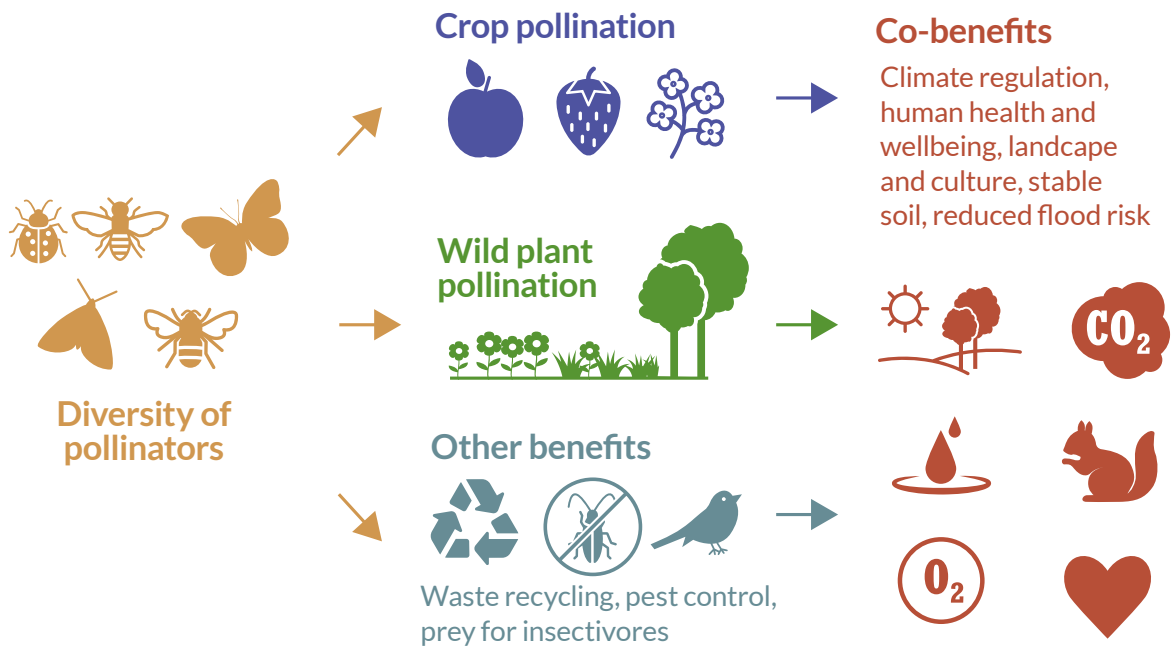 Diversity of
pollinators
Crop pollination
Wild plant
pollination
Other benefits
Waste recycling, pest control,
prey for insectivores
Co-benefits
Climate regulation,
human health and
wellbeing, landcape
and culture, stable
soil, reduced flood risk
CO₂
O₂